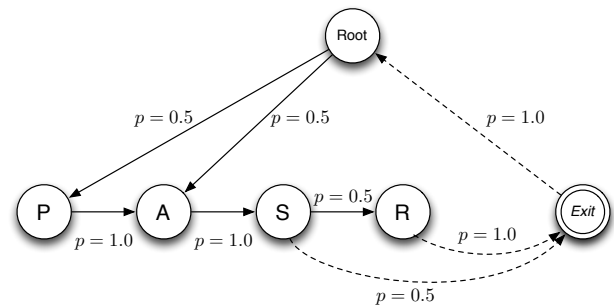 Root
p = 0.5
p = 0.5
p = 1.0
P
A
S
p = 0.5
R
Exit
p = 1.0
p = 1.0
p = 1.0
p = 0.5